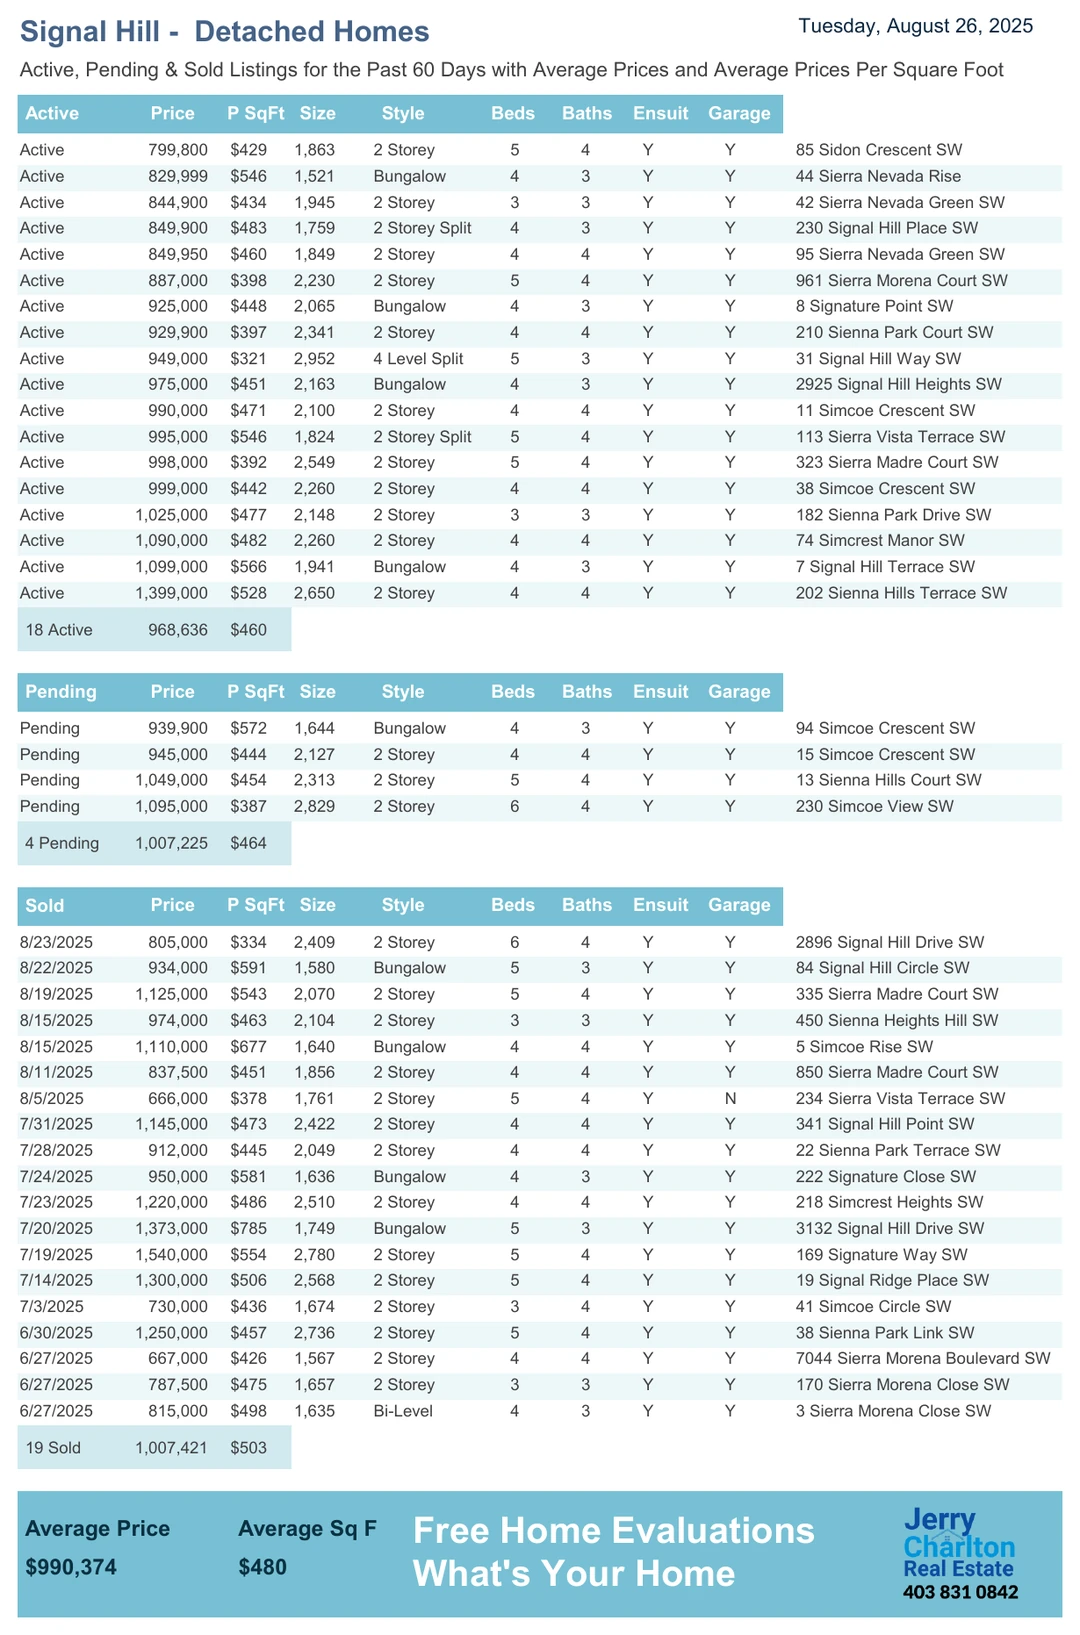 Signal Hill - Detached Homes
Tuesday, August 26, 2025
Active, Pending & Sold Listings for the Past 60 Days with Average Prices and Average Prices Per Square Foot
Active Price P SqFt Size Style Beds Baths Ensuit Garage
Active 799,800 $429 1,863 2 Storey 5 4 Y Y 85 Sidon Crescent SW
Active 829,999 $546 1,521 Bungalow 4 3 Y Y 44 Sierra Nevada Rise
Active 844,900 $434 1,945 2 Storey 3 3 Y Y 42 Sierra Nevada Green SW
Active 849,900 $483 1,759 2 Storey Split 4 3 Y Y 230 Signal Hill Place SW
Active 849,950 $460 1,849 2 Storey 4 4 Y Y 95 Sierra Nevada Green SW
Active 887,000 $398 2,230 2 Storey 5 4 Y Y 961 Sierra Morena Court SW
Active 925,000 $448 2,065 Bungalow 4 3 Y Y 8 Signature Point SW
Active 929,900 $397 2,341 2 Storey 4 4 Y Y 210 Sienna Park Court SW
Active 949,000 $321 2,952 4 Level Split 5 3 Y Y 31 Signal Hill Way SW
Active 975,000 $451 2,163 Bungalow 4 3 Y Y 2925 Signal Hill Heights SW
Active 990,000 $471 2,100 2 Storey 4 4 Y Y 11 Simcoe Crescent SW
Active 995,000 $546 1,824 2 Storey Split 5 4 Y Y 113 Sierra Vista Terrace SW
Active 998,000 $392 2,549 2 Storey 5 4 Y Y 323 Sierra Madre Court SW
Active 999,000 $442 2,260 2 Storey 4 4 Y Y 38 Simcoe Crescent SW
Active 1,025,000 $477 2,148 2 Storey 3 3 Y Y 182 Sienna Park Drive SW
Active 1,090,000 $482 2,260 2 Storey 4 4 Y Y 74 Simcrest Manor SW
Active 1,099,000 $566 1,941 Bungalow 4 3 Y Y 7 Signal Hill Terrace SW
Active 1,399,000 $528 2,650 2 Storey 4 4 Y Y 202 Sienna Hills Terrace SW
18 Active 968,636 $460
Pending Price P SqFt Size Style Beds Baths Ensuit Garage
Pending 939,900 $572 1,644 Bungalow 4 3 Y Y 94 Simcoe Crescent SW
Pending 945,000 $444 2,127 2 Storey 4 4 Y Y 15 Simcoe Crescent SW
Pending 1,049,000 $454 2,313 2 Storey 5 4 Y Y 13 Sienna Hills Court SW
Pending 1,095,000 $387 2,829 2 Storey 6 4 Y Y 230 Simcoe View SW
4 Pending 1,007,225 $464
Sold Price P SqFt Size Style Beds Baths Ensuit Garage
8/23/2025 805,000 $334 2,409 2 Storey 6 4 Y Y 2896 Signal Hill Drive SW
8/22/2025 934,000 $591 1,580 Bungalow 5 3 Y Y 84 Signal Hill Circle SW
8/19/2025 1,125,000 $543 2,070 2 Storey 5 4 Y Y 335 Sierra Madre Court SW
8/15/2025 974,000 $463 2,104 2 Storey 3 3 Y Y 450 Sienna Heights Hill SW
8/15/2025 1,110,000 $677 1,640 Bungalow 4 4 Y Y 5 Simcoe Rise SW
8/11/2025 837,500 $451 1,856 2 Storey 4 4 Y Y 850 Sierra Madre Court SW
8/5/2025 666,000 $378 1,761 2 Storey 5 4 Y N 234 Sierra Vista Terrace SW
7/31/2025 1,145,000 $473 2,422 2 Storey 4 4 Y Y 341 Signal Hill Point SW
7/28/2025 912,000 $445 2,049 2 Storey 4 4 Y Y 22 Sienna Park Terrace SW
7/24/2025 950,000 $581 1,636 Bungalow 4 3 Y Y 222 Signature Close SW
7/23/2025 1,220,000 $486 2,510 2 Storey 4 4 Y Y 218 Simcrest Heights SW
7/20/2025 1,373,000 $785 1,749 Bungalow 5 3 Y Y 3132 Signal Hill Drive SW
7/19/2025 1,540,000 $554 2,780 2 Storey 5 4 Y Y 169 Signature Way SW
7/14/2025 1,300,000 $506 2,568 2 Storey 5 4 Y Y 19 Signal Ridge Place SW
7/3/2025 730,000 $436 1,674 2 Storey 3 4 Y Y 41 Simcoe Circle SW
6/30/2025 1,250,000 $457 2,736 2 Storey 5 4 Y Y 38 Sienna Park Link SW
6/27/2025 667,000 $426 1,567 2 Storey 4 4 Y Y 7044 Sierra Morena Boulevard SW
6/27/2025 787,500 $475 1,657 2 Storey 3 3 Y Y 170 Sierra Morena Close SW
6/27/2025 815,000 $498 1,635 Bi-Level 4 3 Y Y 3 Sierra Morena Close SW
19 Sold 1,007,421 $503
Average Price Average Sq F
$990,374 $480
Free Home Evaluations
What's Your Home
Jerry
Charlton
Real Estate
403 831 0842